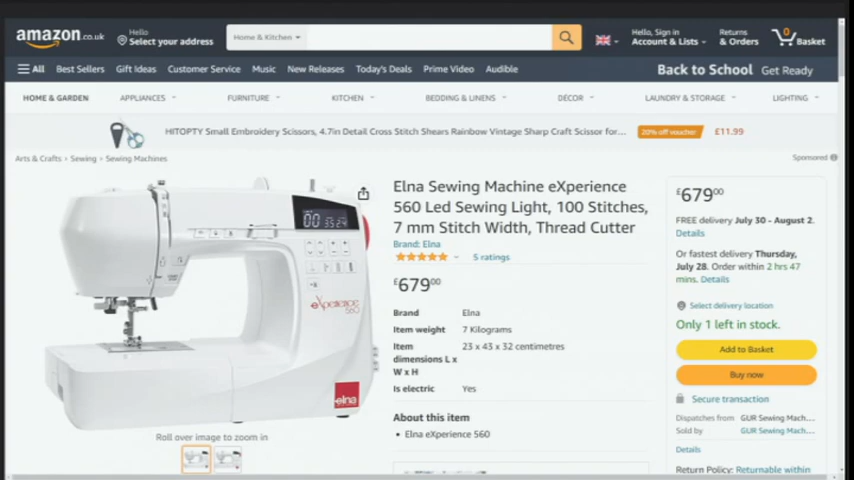 amazon.co.uk
Hello
Select your address
Home & Kitchen
Hello, Sign in
Account & Lists
Returns
& Orders
0
Basket
All Best Sellers Gift Ideas Customer Service Music New Releases Today's Deals Prime Video Audible
Back to School Get Ready
HOME & GARDEN APPLIANCES FURNITURE KITCHEN BEDDING & LINENS DÉCOR LAUNDRY & STORAGE LIGHTING
HITOPTY Small Embroidery Scissors, 4.7in Detail Cross Stitch Shears Rainbow Vintage Sharp Craft Scissor for...
20% off voucher
£11.99
Arts & Crafts › Sewing › Sewing Machines
Sponsored
eXperience
560
elna
Roll over image to zoom in
Elna Sewing Machine eXperience
560 Led Sewing Light, 100 Stitches,
7 mm Stitch Width, Thread Cutter
Brand: Elna
5 ratings
£679.00
Brand Elna
Item weight 7 Kilograms
Item 23 x 43 x 32 centimetres
dimensions L x
W x H
Is electric Yes
About this item
• Elna eXperience 560
£679.00
FREE delivery July 30 - August 2.
Details
Or fastest delivery Thursday,
July 28. Order within 2 hrs 47
mins. Details
Select delivery location
Only 1 left in stock.
Add to Basket
Buy now
Secure transaction
Dispatches from GUR Sewing Mach...
Sold by GUR Sewing Mach...
Details
Return Policy: Returnable within